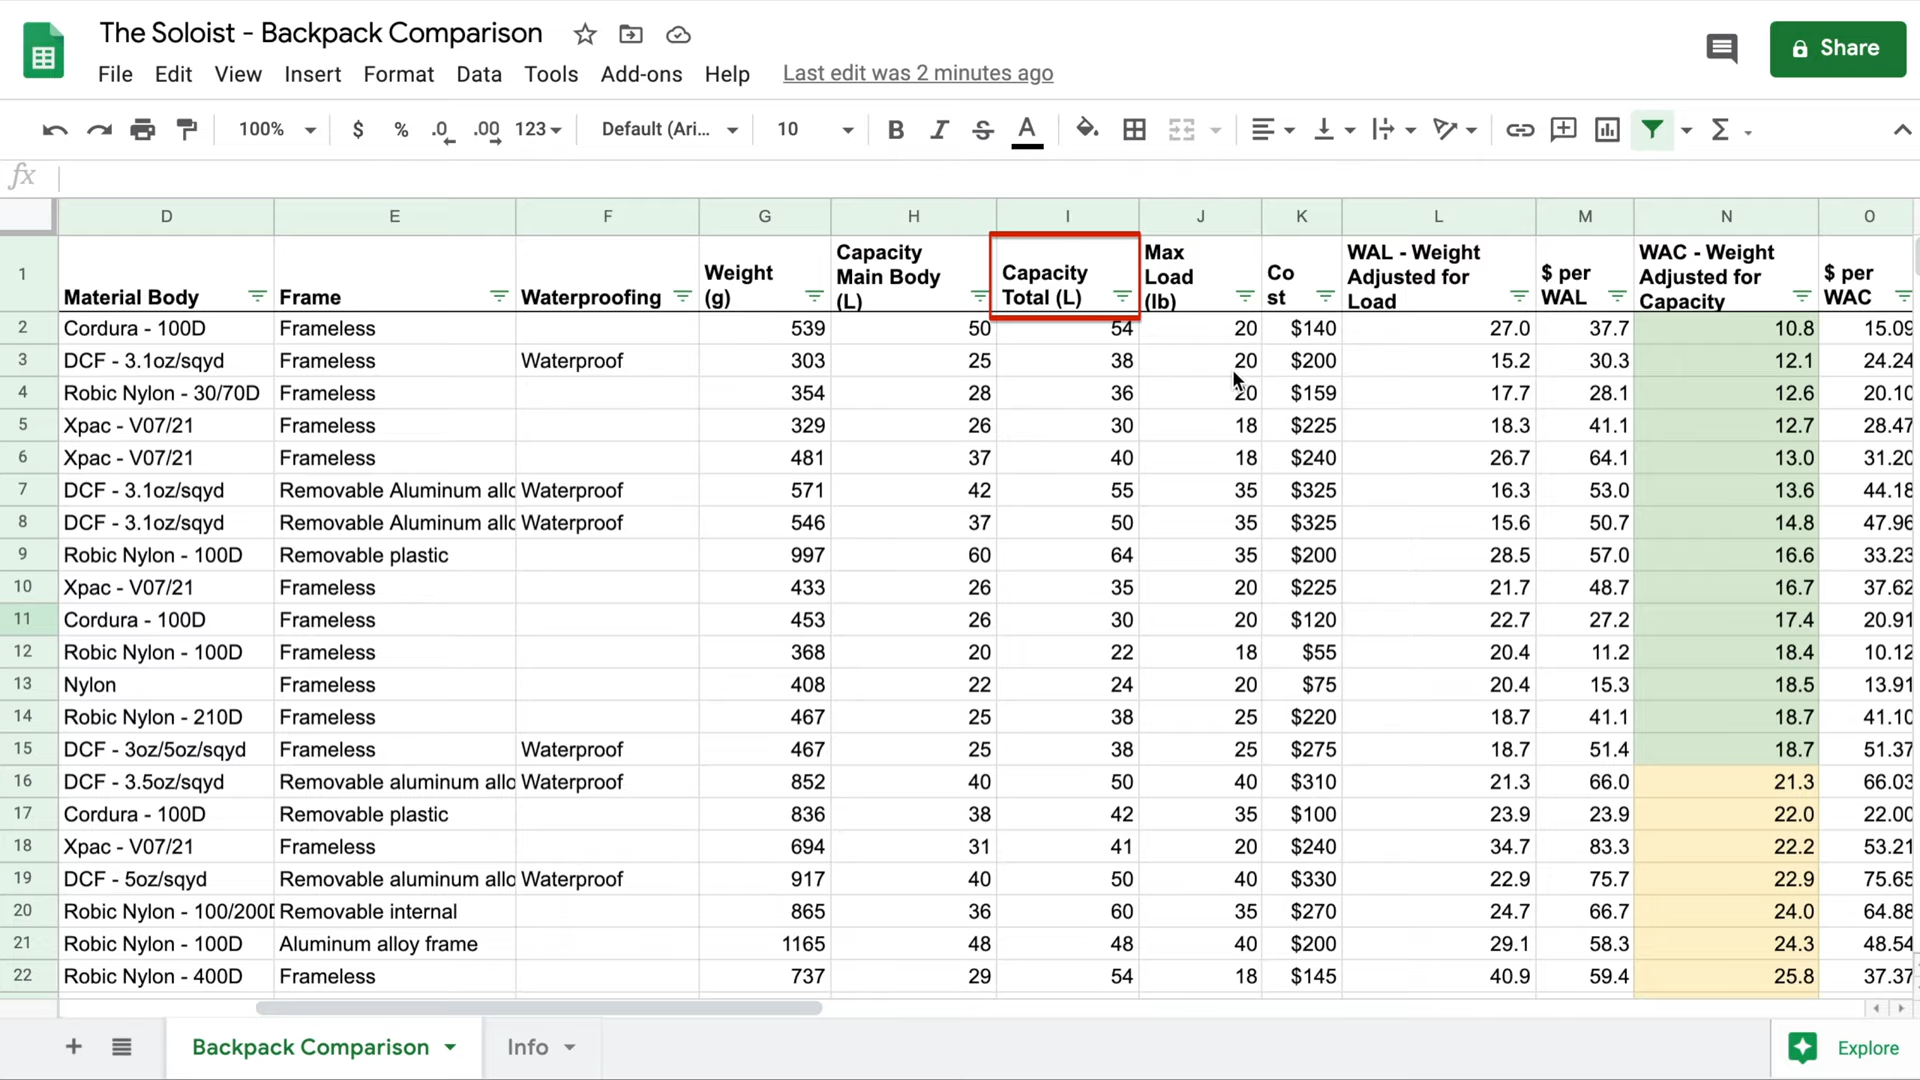 The Soloist - Backpack Comparison
Share
File Edit View Insert Format Data Tools Add-ons Help Last edit was 2 minutes ago
100% $ % .0 .00 123 Default (Ari... 10 B I S A Σ
fx
D E F G H I J K L M N O
1 Material Body Frame Waterproofing Weight (g) Capacity Main Body (L) Capacity Total (L) Max Load (lb) Co st WAL - Weight Adjusted for Load $ per WAL WAC - Weight Adjusted for Capacity $ per WAC
2 Cordura - 100D Frameless 539 50 54 20 $140 27.0 37.7 10.8 15.09
3 DCF - 3.1oz/sqyd Frameless Waterproof 303 25 38 20 $200 15.2 30.3 12.1 24.24
4 Robic Nylon - 30/70D Frameless 354 28 36 20 $159 17.7 28.1 12.6 20.10
5 Xpac - V07/21 Frameless 329 26 30 18 $225 18.3 41.1 12.7 28.47
6 Xpac - V07/21 Frameless 481 37 40 18 $240 26.7 64.1 13.0 31.20
7 DCF - 3.1oz/sqyd Removable Aluminum allo Waterproof 571 42 55 35 $325 16.3 53.0 13.6 44.18
8 DCF - 3.1oz/sqyd Removable Aluminum allo Waterproof 546 37 50 35 $325 15.6 50.7 14.8 47.96
9 Robic Nylon - 100D Removable plastic 997 60 64 35 $200 28.5 57.0 16.6 33.23
10 Xpac - V07/21 Frameless 433 26 35 20 $225 21.7 48.7 16.7 37.62
11 Cordura - 100D Frameless 453 26 30 20 $120 22.7 27.2 17.4 20.91
12 Robic Nylon - 100D Frameless 368 20 22 18 $55 20.4 11.2 18.4 10.12
13 Nylon Frameless 408 22 24 20 $75 20.4 15.3 18.5 13.91
14 Robic Nylon - 210D Frameless 467 25 38 25 $220 18.7 41.1 18.7 41.10
15 DCF - 3oz/5oz/sqyd Frameless Waterproof 467 25 38 25 $275 18.7 51.4 18.7 51.37
16 DCF - 3.5oz/sqyd Removable aluminum allo Waterproof 852 40 50 40 $310 21.3 66.0 21.3 66.03
17 Cordura - 100D Removable plastic 836 38 42 35 $100 23.9 23.9 22.0 22.00
18 Xpac - V07/21 Frameless 694 31 41 20 $240 34.7 83.3 22.2 53.21
19 DCF - 5oz/sqyd Removable aluminum allo Waterproof 917 40 50 40 $330 22.9 75.7 22.9 75.65
20 Robic Nylon - 100/200D Removable internal 865 36 60 35 $270 24.7 66.7 24.0 64.88
21 Robic Nylon - 100D Aluminum alloy frame 1165 48 48 40 $200 29.1 58.3 24.3 48.54
22 Robic Nylon - 400D Frameless 737 29 54 18 $145 40.9 59.4 25.8 37.37
Backpack Comparison Info Explore